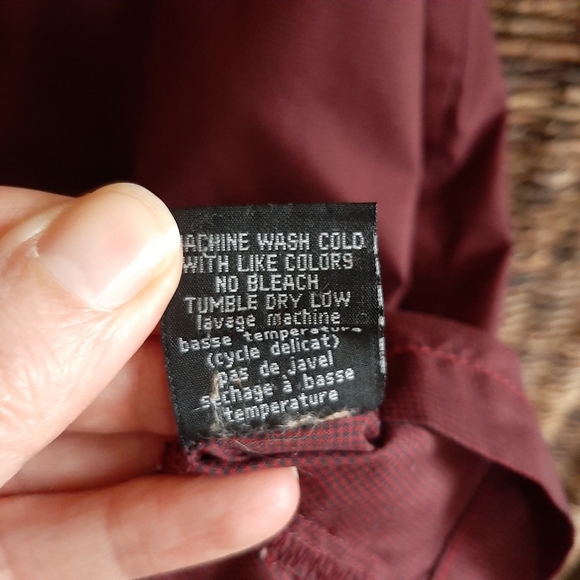 MACHINE WASH COLD
WITH LIKE COLORS
NO BLEACH
TUMBLE DRY LOW
lavage machine
basse temperature
(cycle delicat)
pas de javel
sechage à basse
temperature